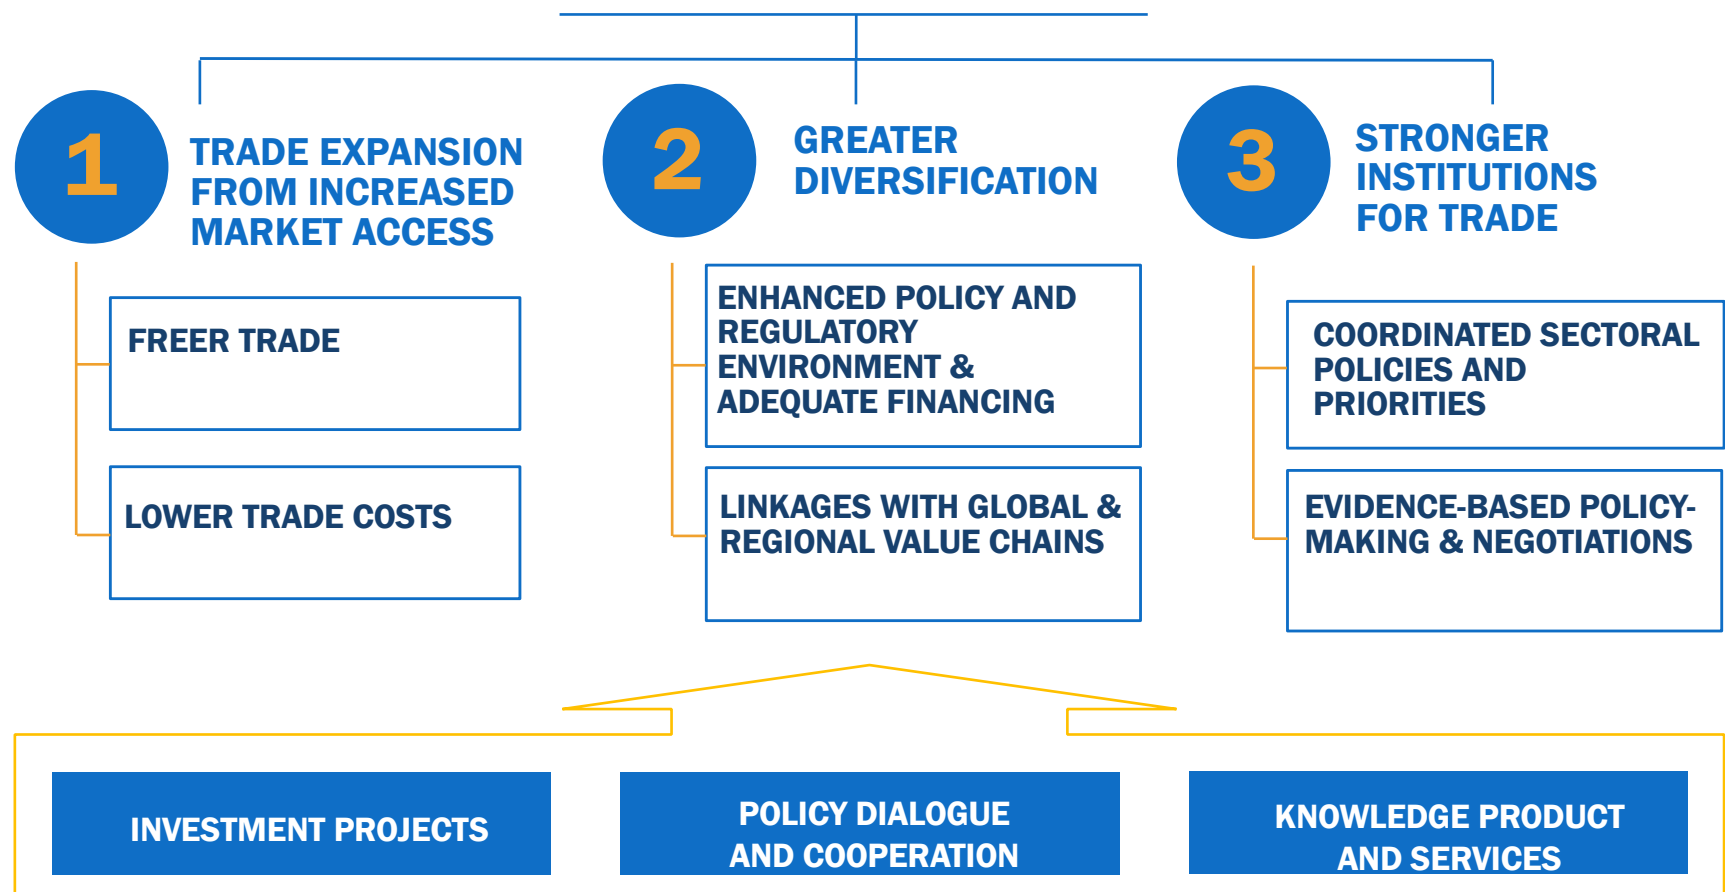 1
TRADE EXPANSION
FROM INCREASED
MARKET ACCESS
FREER TRADE
LOWER TRADE COSTS
2
GREATER
DIVERSIFICATION
ENHANCED POLICY AND
REGULATORY
ENVIRONMENT &
ADEQUATE FINANCING
LINKAGES WITH GLOBAL &
REGIONAL VALUE CHAINS
3
STRONGER
INSTITUTIONS
FOR TRADE
COORDINATED SECTORAL
POLICIES AND
PRIORITIES
EVIDENCE-BASED POLICY-
MAKING & NEGOTIATIONS
INVESTMENT PROJECTS
POLICY DIALOGUE
AND COOPERATION
KNOWLEDGE PRODUCT
AND SERVICES